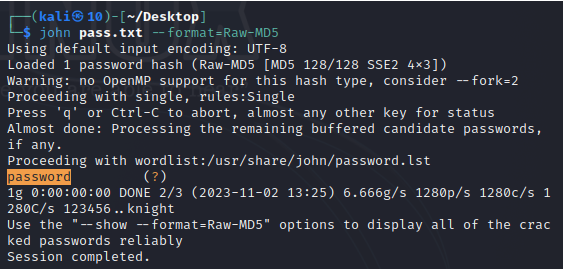 ┌──(kali㉿10)-[~/Desktop]
└─$ john pass.txt --format=Raw-MD5
Using default input encoding: UTF-8
Loaded 1 password hash (Raw-MD5 [MD5 128/128 SSE2 4×3])
Warning: no OpenMP support for this hash type, consider --fork=2
Proceeding with single, rules:Single
Press 'q' or Ctrl-C to abort, almost any other key for status
Almost done: Processing the remaining buffered candidate passwords,
if any.
Proceeding with wordlist:/usr/share/john/password.lst
password         (?)
1g 0:00:00:00 DONE 2/3 (2023-11-02 13:25) 6.666g/s 1280p/s 1280c/s 1
280C/s 123456..knight
Use the "--show --format=Raw-MD5" options to display all of the crac
ked passwords reliably
Session completed.